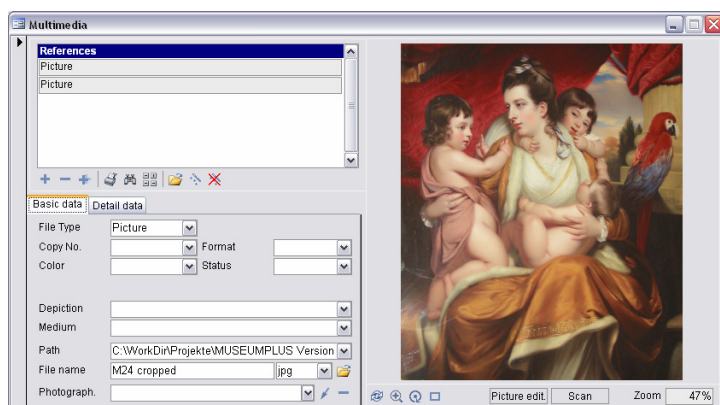 Multimedia
References
Picture
Picture
Basic data Detail data
File Type Picture
Copy No. Format
Color Status
Depiction
Medium
Path C:\WorkDir\Projekte\MUSEUMPLUS Version
File name M24 cropped jpg
Photograph.
Picture edit. Scan Zoom 47%